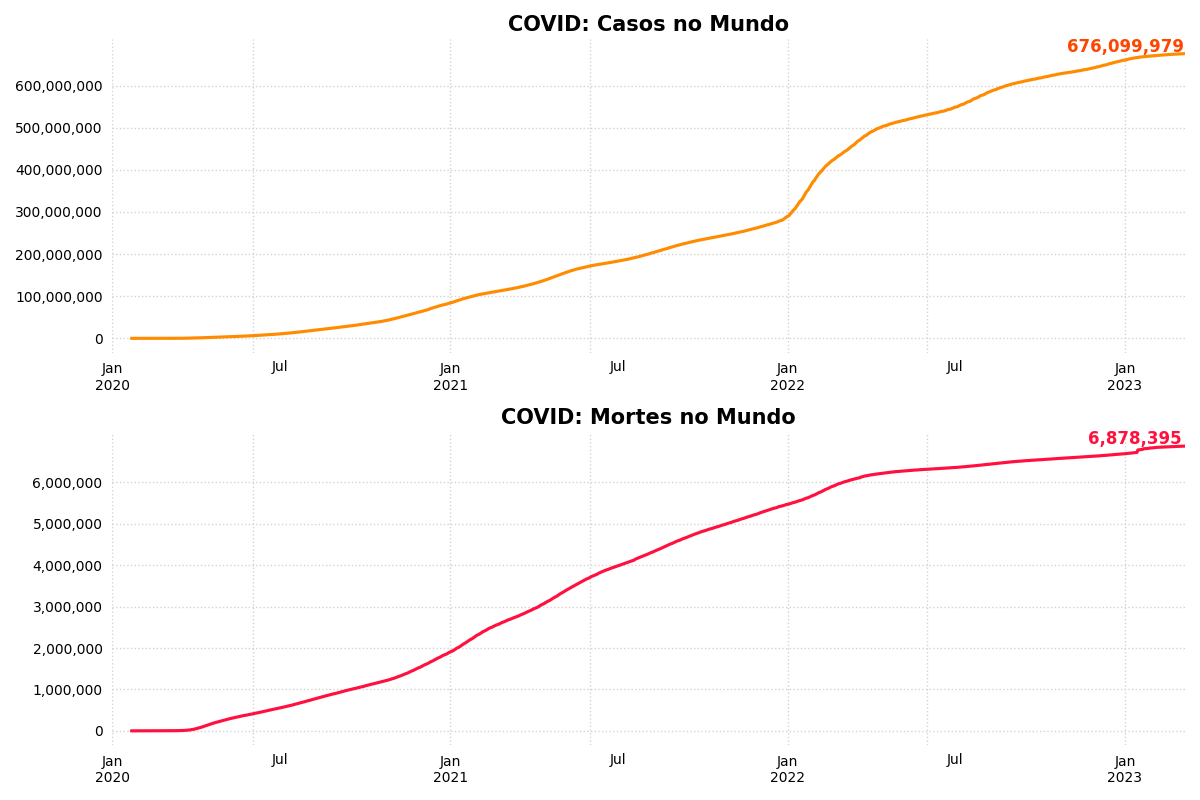 COVID: Casos no Mundo
676,099,979
600,000,000
500,000,000
400,000,000
300,000,000
200,000,000
100,000,000
0
Jan Jul Jan Jul Jan Jul Jan
2020 2021 2022 2023
COVID: Mortes no Mundo
6,878,395
6,000,000
5,000,000
4,000,000
3,000,000
2,000,000
1,000,000
0
Jan Jul Jan Jul Jan Jul Jan
2020 2021 2022 2023